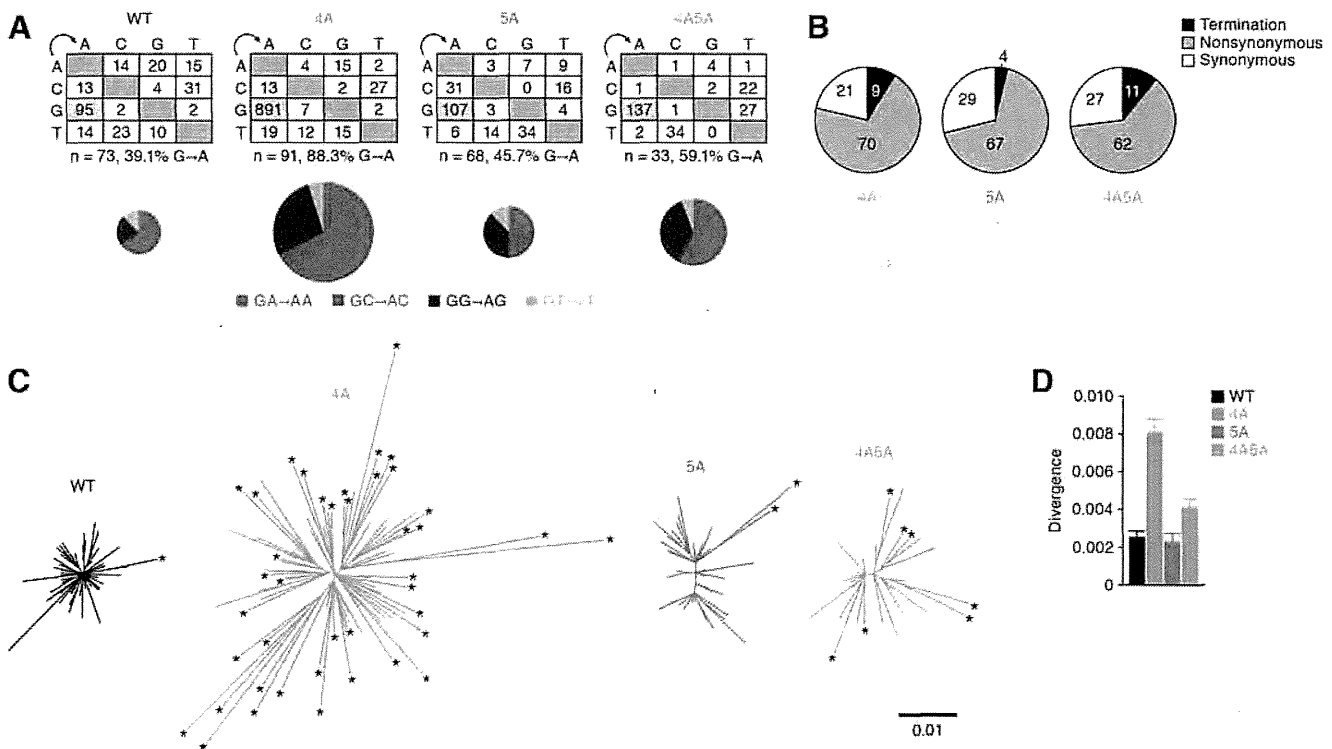 A
WT 4A 5A 4A5A
A C G T A C G T A C G T A C G T
A 14 20 15 A 4 15 2 A 3 7 9 A 1 4 1
C 13 4 31 C 13 2 27 C 31 0 16 C 1 2 22
G 95 2 2 G 891 7 G 107 3 4 G 137 1 27
T 14 23 10 T 19 12 15 T 6 14 34 T 2 34 0
n = 73, 39.1% G→A n = 91, 88.3% G→A n = 68, 45.7% G→A n = 33, 59.1% G→A
GA→AA GC→AC GG→AG
B
Termination
Nonsynonymous
Synonymous
21 9 70
29 4 67
27 11 62
4A 5A 4A5A
C
WT 4A 5A 4A5A
0.01
D
Divergence
0.010
0.008
0.006
0.004
0.002
0
WT
4A
5A
4A5A